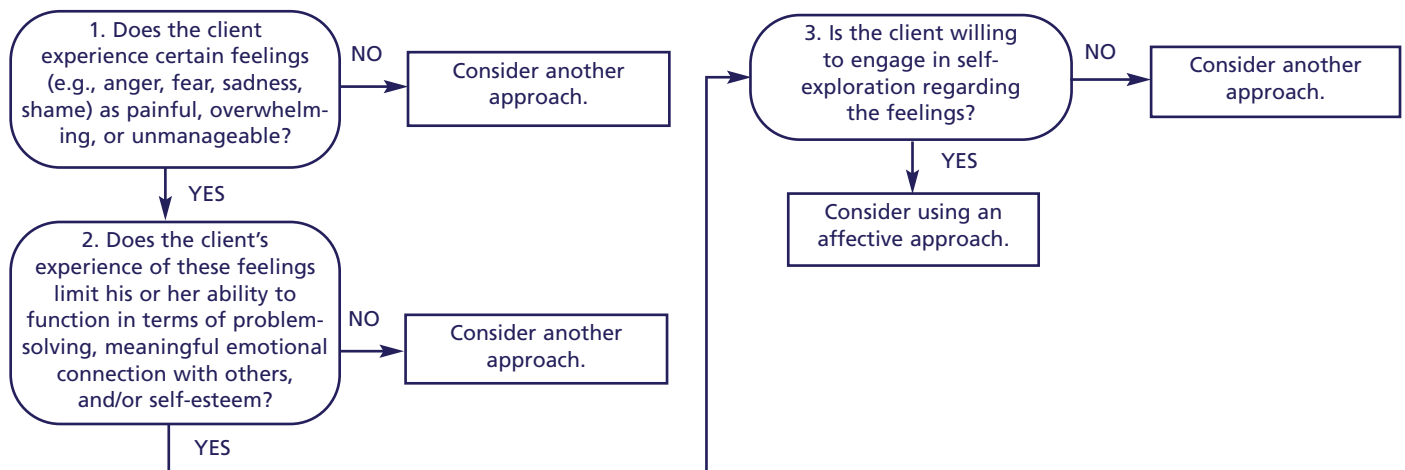 1. Does the client
experience certain feelings
(e.g., anger, fear, sadness,
shame) as painful, overwhelm-
ing, or unmanageable?
NO
Consider another
approach.
YES
2. Does the client's
experience of these feelings
limit his or her ability to
function in terms of problem-
solving, meaningful emotional
connection with others,
and/or self-esteem?
NO
Consider another
approach.
YES
3. Is the client willing
to engage in self-
exploration regarding
the feelings?
NO
Consider another
approach.
YES
Consider using an
affective approach.